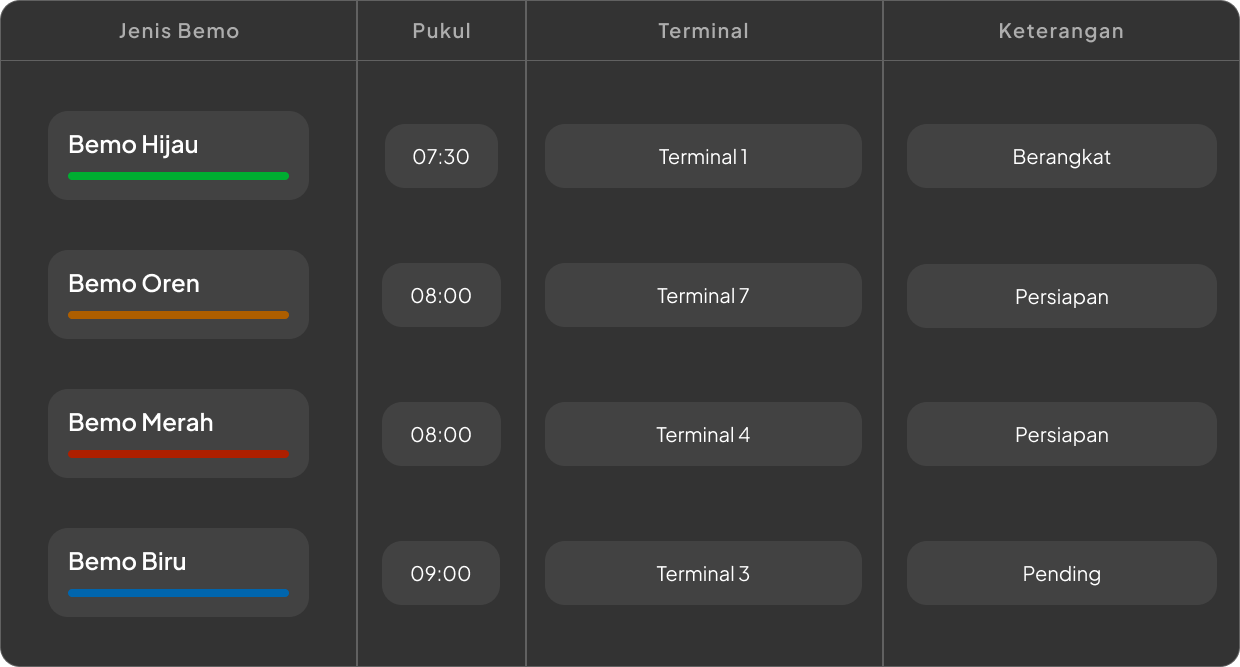 Jenis Bemo Pukul Terminal Keterangan
Bemo Hijau 07:30 Terminal 1 Berangkat
Bemo Oren 08:00 Terminal 7 Persiapan
Bemo Merah 08:00 Terminal 4 Persiapan
Bemo Biru 09:00 Terminal 3 Pending